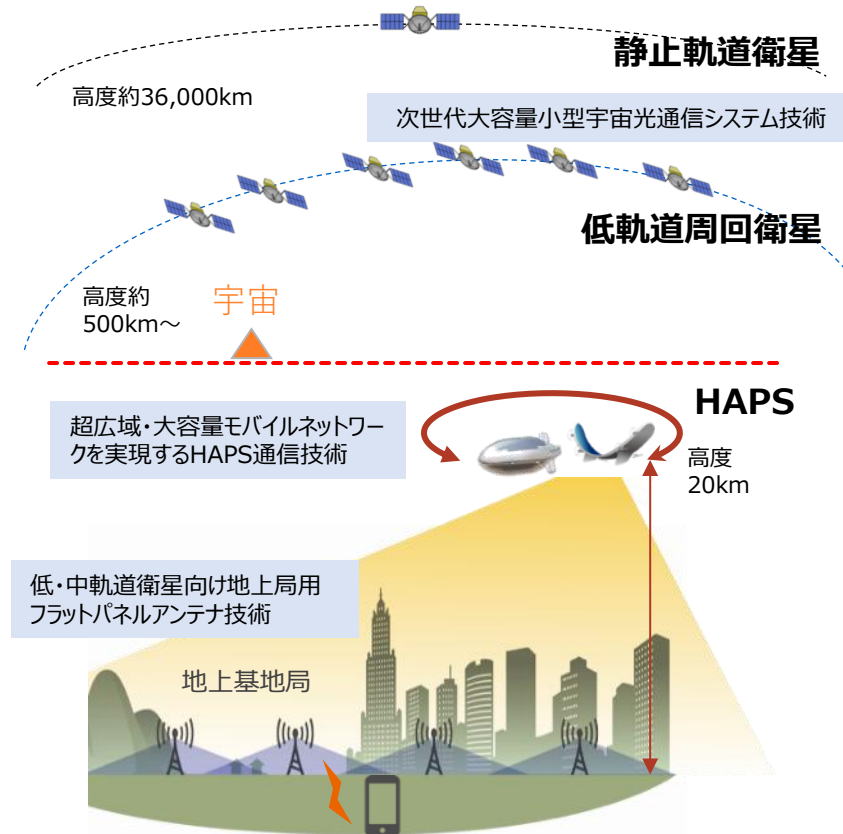 静止軌道衛星
高度約36,000km
次世代大容量小型宇宙光通信システム技術
低軌道周回衛星
高度約
500km～
宇宙
HAPS
超広域・大容量モバイルネットワー
クを実現するHAPS通信技術
高度
20km
低・中軌道衛星向け地上局用
フラットパネルアンテナ技術
地上基地局